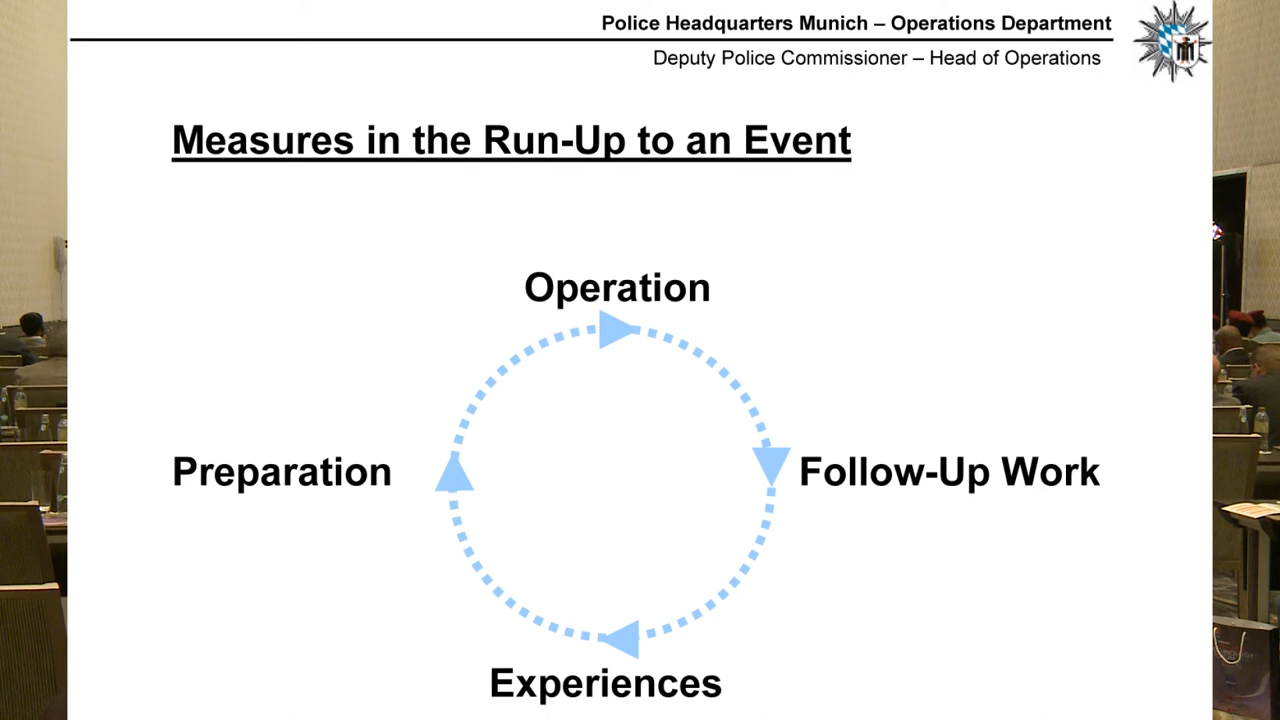 Police Headquarters Munich – Operations Department
Deputy Police Commissioner – Head of Operations
Measures in the Run-Up to an Event
Operation
Preparation
Follow-Up Work
Experiences